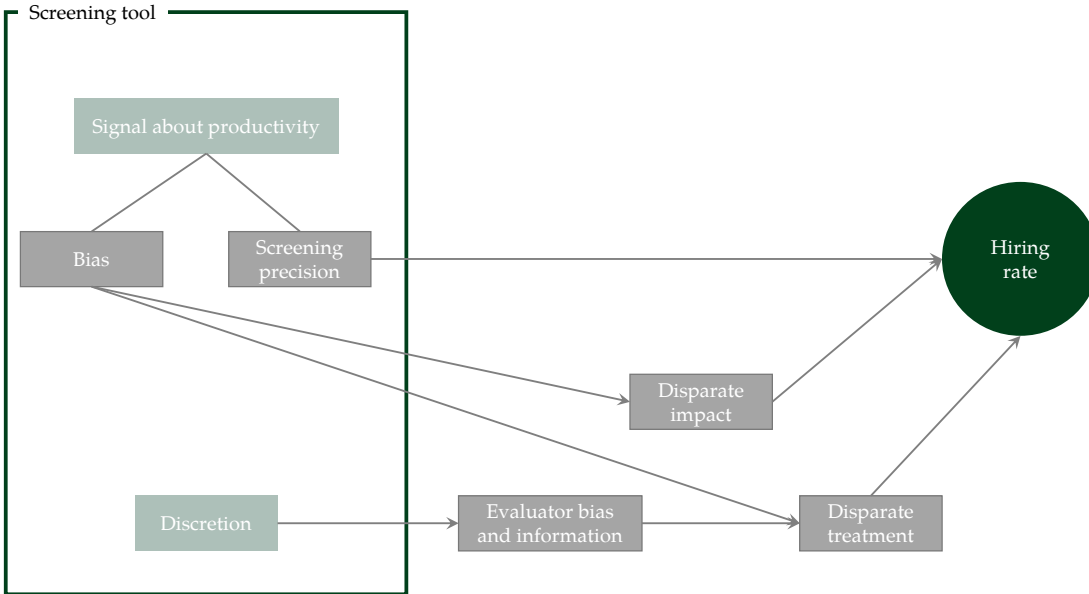 Screening tool
Signal about productivity
Bias
Screening
precision
Hiring
rate
Disparate
impact
Discretion
Evaluator bias
and information
Disparate
treatment